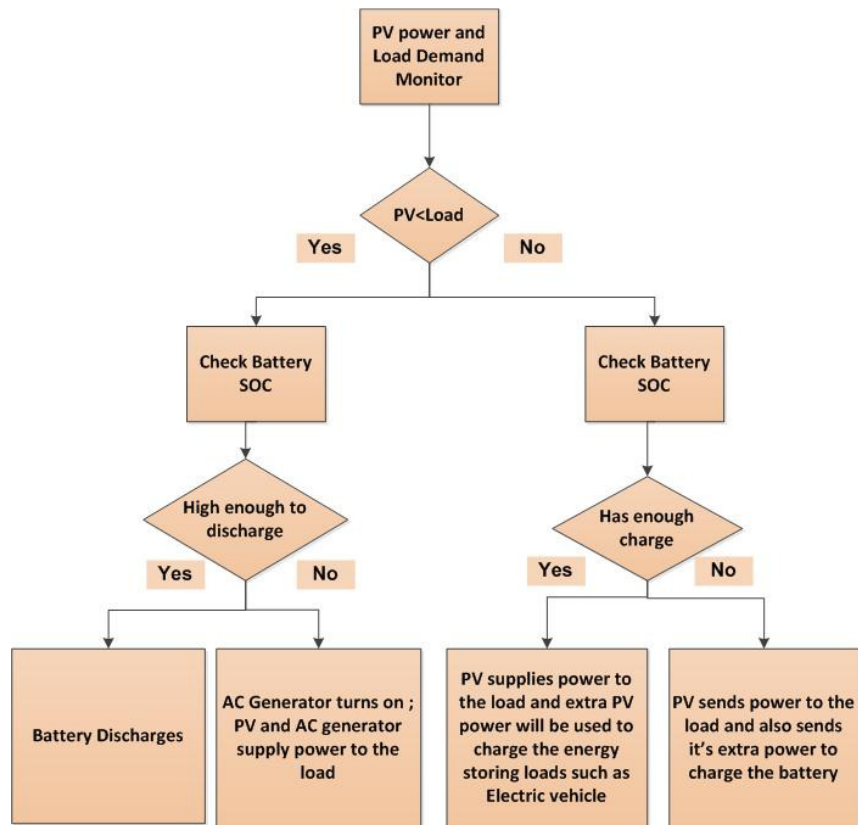 PV power and
Load Demand
Monitor
PV<Load
Yes
No
Check Battery
SOC
Check Battery
SOC
High enough to
discharge
Has enough
charge
Yes
No
Yes
No
Battery Discharges
AC Generator turns on ;
PV and AC generator
supply power to the
load
PV supplies power to
the load and extra PV
power will be used to
charge the energy
storing loads such as
Electric vehicle
PV sends power to the
load and also sends
it's extra power to
charge the battery